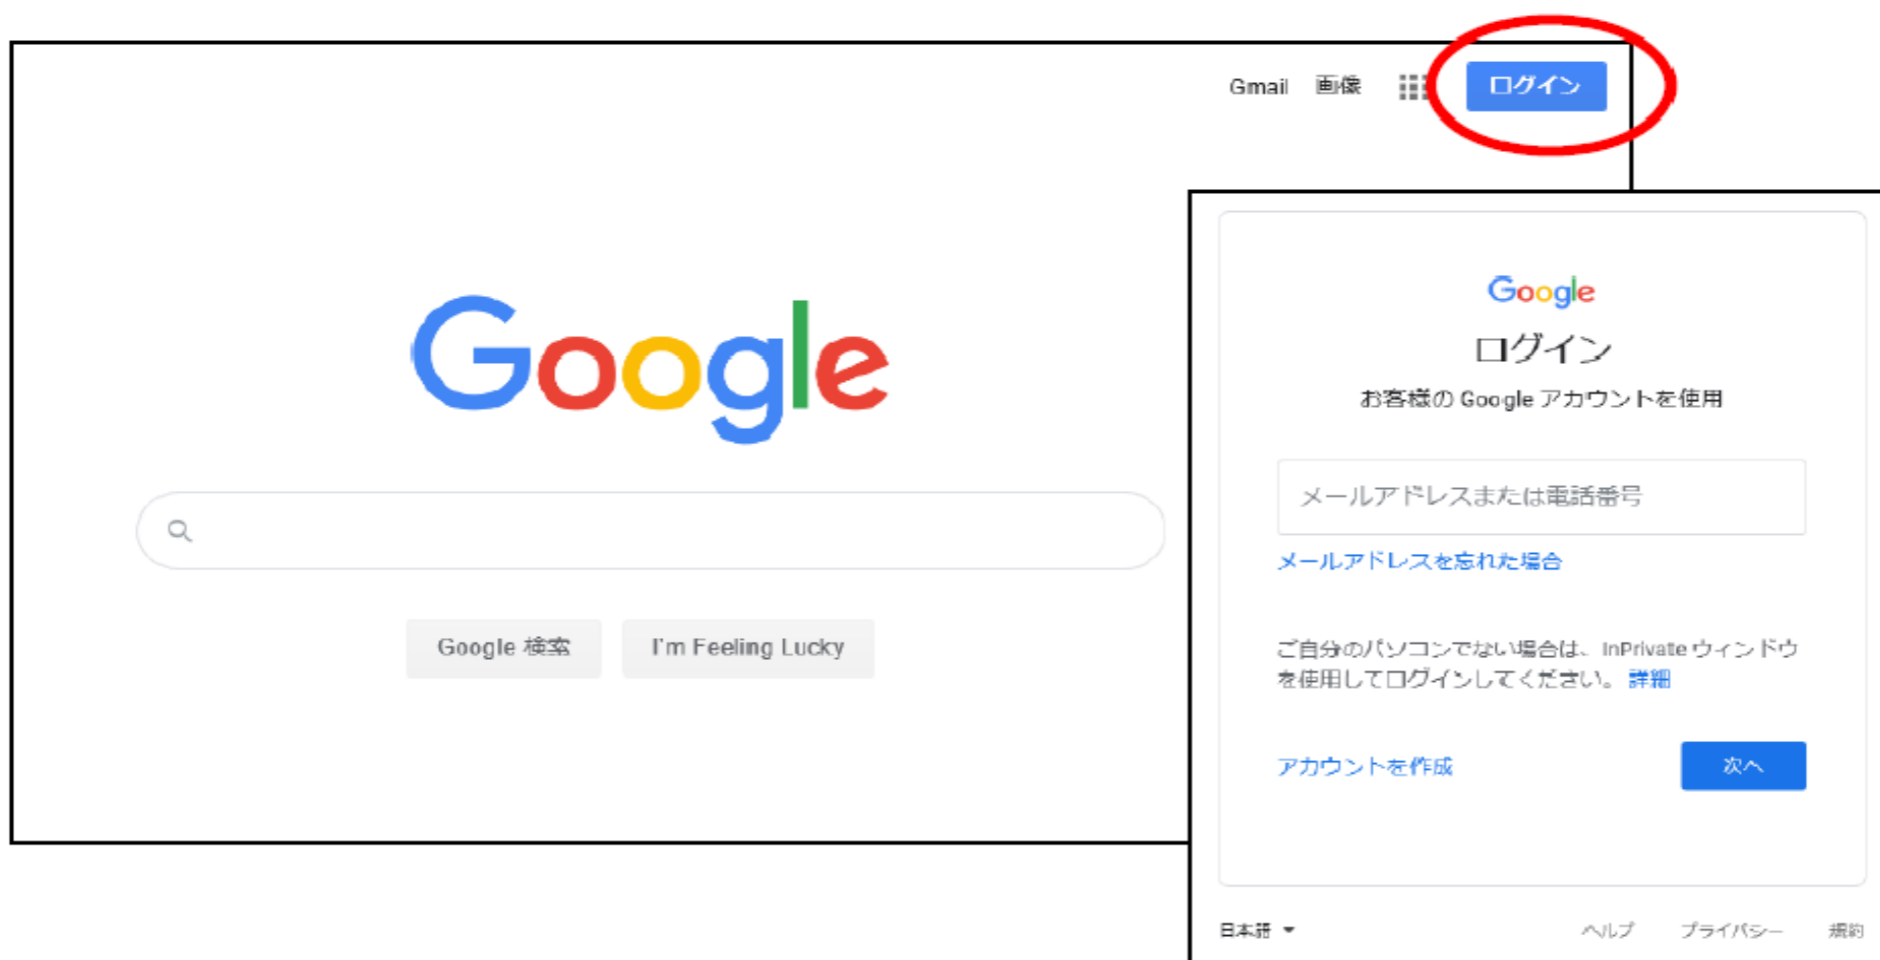 Gmail 画像 ログイン
Google
Google 検索 I'm Feeling Lucky
Google
ログイン
お客様の Google アカウントを使用
メールアドレスまたは電話番号
メールアドレスを忘れた場合
ご自分のパソコンでない場合は、InPrivate ウィンドウ
を使用してログインしてください。 詳細
アカウントを作成 次へ
日本語 ヘルプ プライバシー 規約